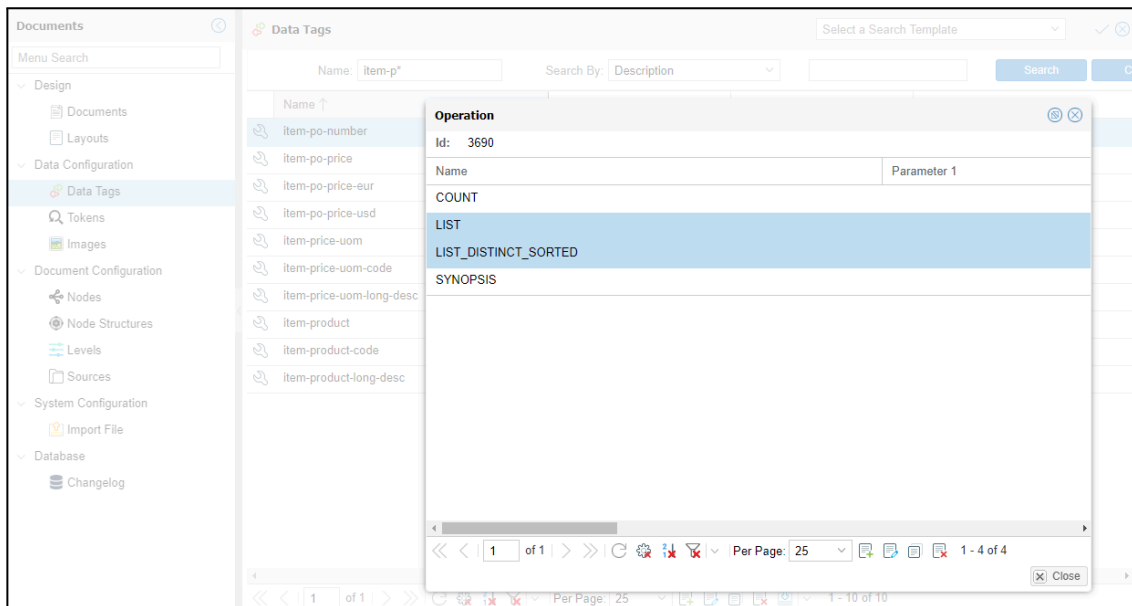 Documents
Menu Search
Design
Documents
Layouts
Data Configuration
Data Tags
Tokens
Images
Document Configuration
Nodes
Node Structures
Levels
Sources
System Configuration
Import File
Database
Changelog
Data Tags
Select a Search Template
Name: item-p* Search By: Description Search C
Name
item-po-number
item-po-price
item-po-price-eur
item-po-price-usd
item-price-uom
item-price-uom-code
item-price-uom-long-desc
item-product
item-product-code
item-product-long-desc
1 of 1 Per Page: 25 1 - 10 of 10
Operation
Id: 3690
Name Parameter 1
COUNT
LIST
LIST_DISTINCT_SORTED
SYNOPSIS
1 of 1 Per Page: 25 1 - 4 of 4
Close